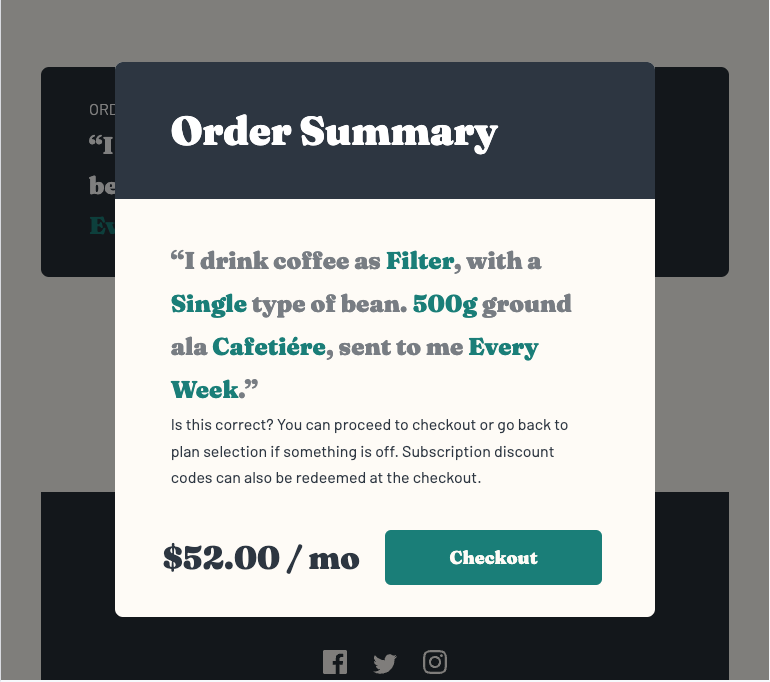 Order Summary
ORD
“I
be
Ev
“I drink coffee as Filter, with a
Single type of bean. 500g ground
ala Cafetiére, sent to me Every
Week.”
Is this correct? You can proceed to checkout or go back to
plan selection if something is off. Subscription discount
codes can also be redeemed at the checkout.
$52.00 / mo
Checkout